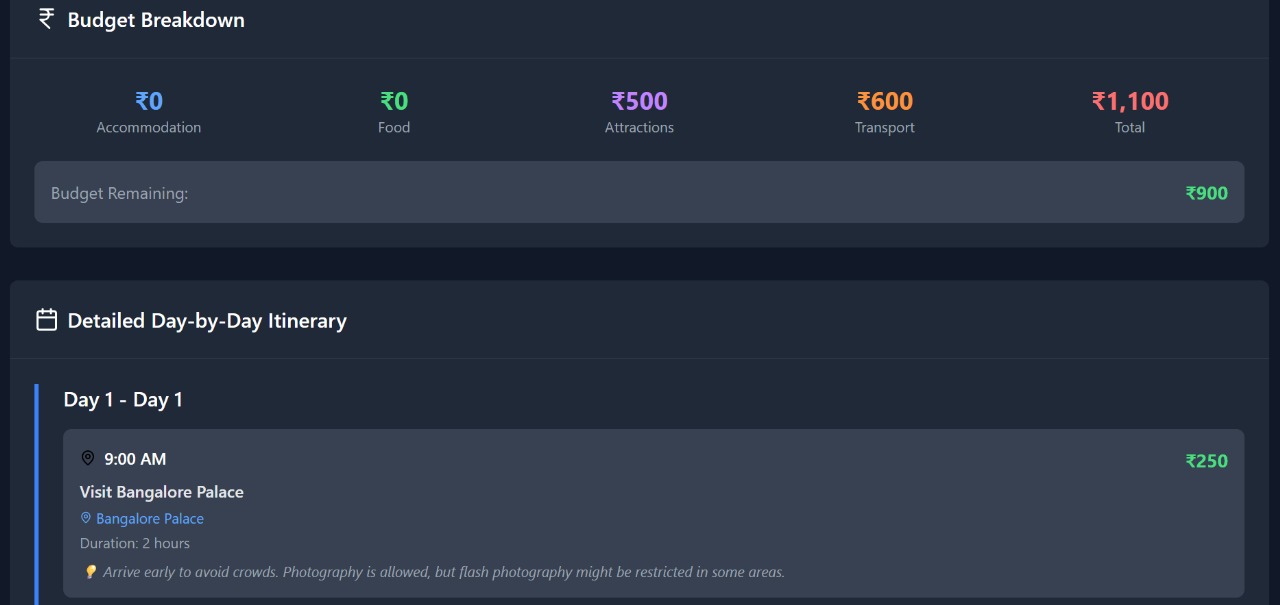 ₹ Budget Breakdown
₹0 ₹0 ₹500 ₹600 ₹1,100
Accommodation Food Attractions Transport Total
Budget Remaining: ₹900
Detailed Day-by-Day Itinerary
Day 1 - Day 1
9:00 AM ₹250
Visit Bangalore Palace
Bangalore Palace
Duration: 2 hours
💡 Arrive early to avoid crowds. Photography is allowed, but flash photography might be restricted in some areas.